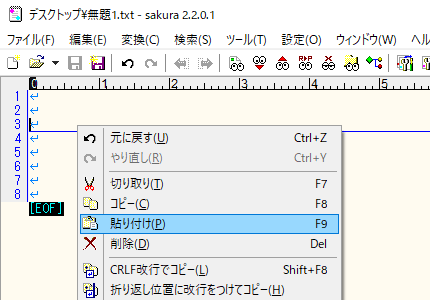 デスクトップ¥無題1.txt - sakura 2.2.0.1
ファイル(F) 編集(E) 変換(C) 検索(S) ツール(T) 設定(O) ウィンドウ(W) ヘル
0 1 2 3 4 5
1
2
3
4
5
6
7
8
[EOF]
元に戻す(U) Ctrl+Z
やり直し(R) Ctrl+Y
切り取り(T) F7
コピー(C) F8
貼り付け(P) F9
削除(D) Del
CRLF改行でコピー(L) Shift+F8
折り返し位置に改行をつけてコピー(H)